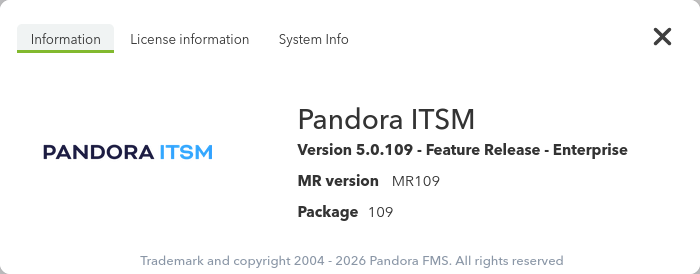 Information License information System Info
Pandora ITSM
PANDORA ITSM
Version 5.0.109 - Feature Release - Enterprise
MR version MR109
Package 109
Trademark and copyright 2004 - 2026 Pandora FMS. All rights reserved